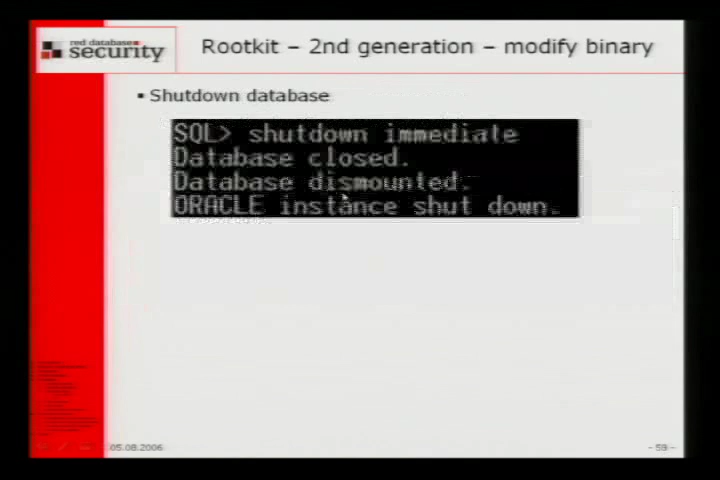 red database
security
Rootkit – 2nd generation – modify binary
▪ Shutdown database
SQL> shutdown immediate
Database closed.
Database dismounted.
ORACLE instance shut down.
05.08.2006
- 59 -